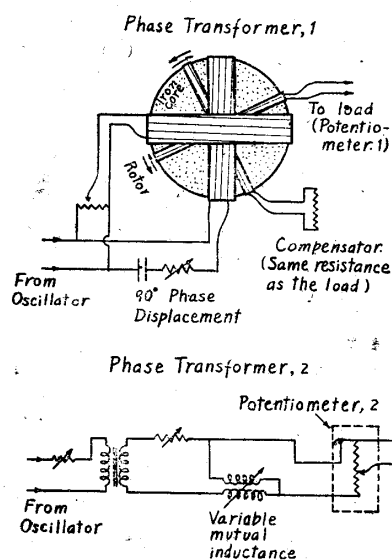 Phase Transformer, 1
Iron
core
To load
(Potentio-
meter 1)
Rotor
Compensator
(Same resistance
as the load)
From
Oscillator
90° Phase
Displacement
Phase Transformer, 2
Potentiometer, 2
From
Oscillator
Variable
mutual
inductance